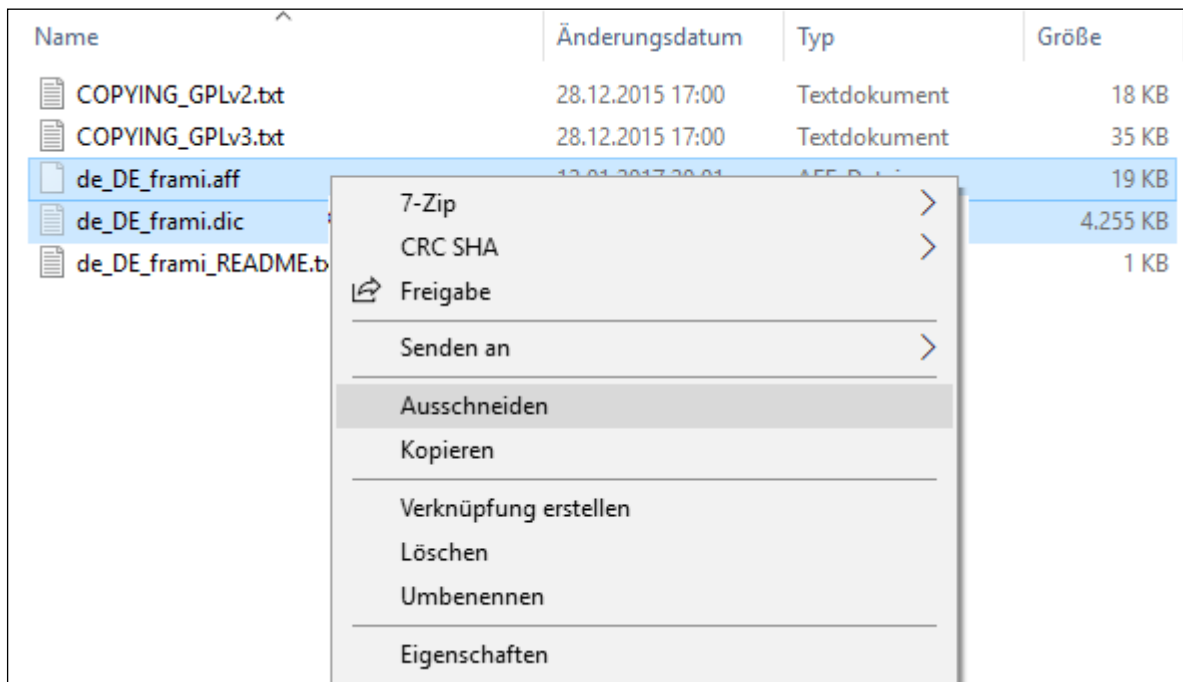 Name Änderungsdatum Typ Größe
COPYING_GPLv2.txt 28.12.2015 17:00 Textdokument 18 KB
COPYING_GPLv3.txt 28.12.2015 17:00 Textdokument 35 KB
de_DE_frami.aff 19 KB
de_DE_frami.dic 4.255 KB
de_DE_frami_README.tx 1 KB
7-Zip
CRC SHA
Freigabe
Senden an
Ausschneiden
Kopieren
Verknüpfung erstellen
Löschen
Umbenennen
Eigenschaften